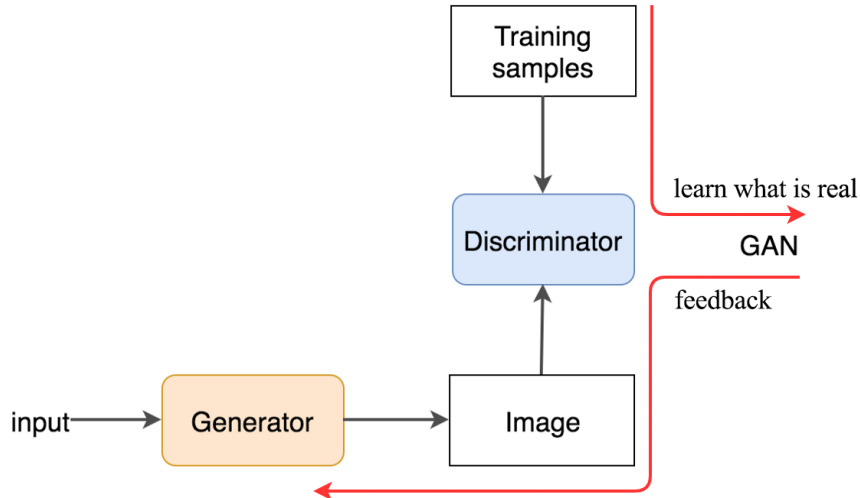 Training
samples
learn what is real
Discriminator
GAN
feedback
input
Generator
Image